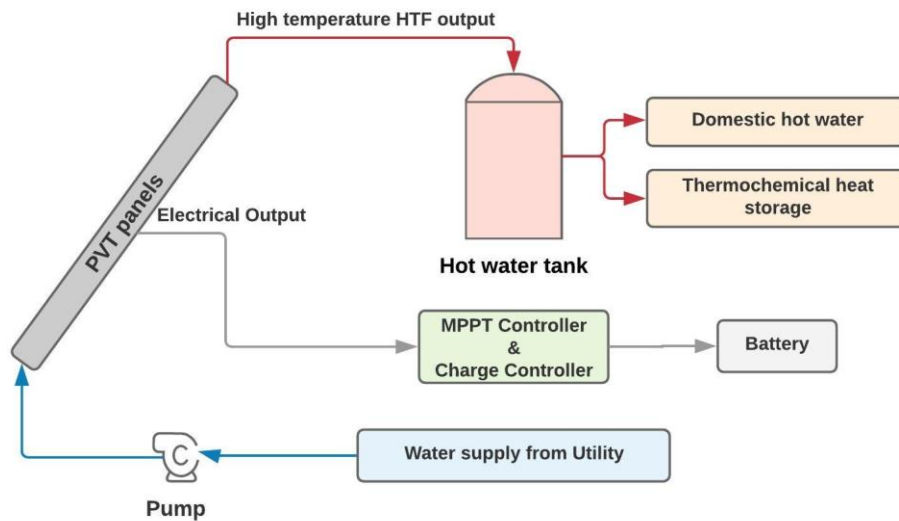 High temperature HTF output
Domestic hot water
Thermochemical heat
storage
PVT panels
Electrical Output
Hot water tank
MPPT Controller
&
Charge Controller
Battery
Water supply from Utility
C
Pump